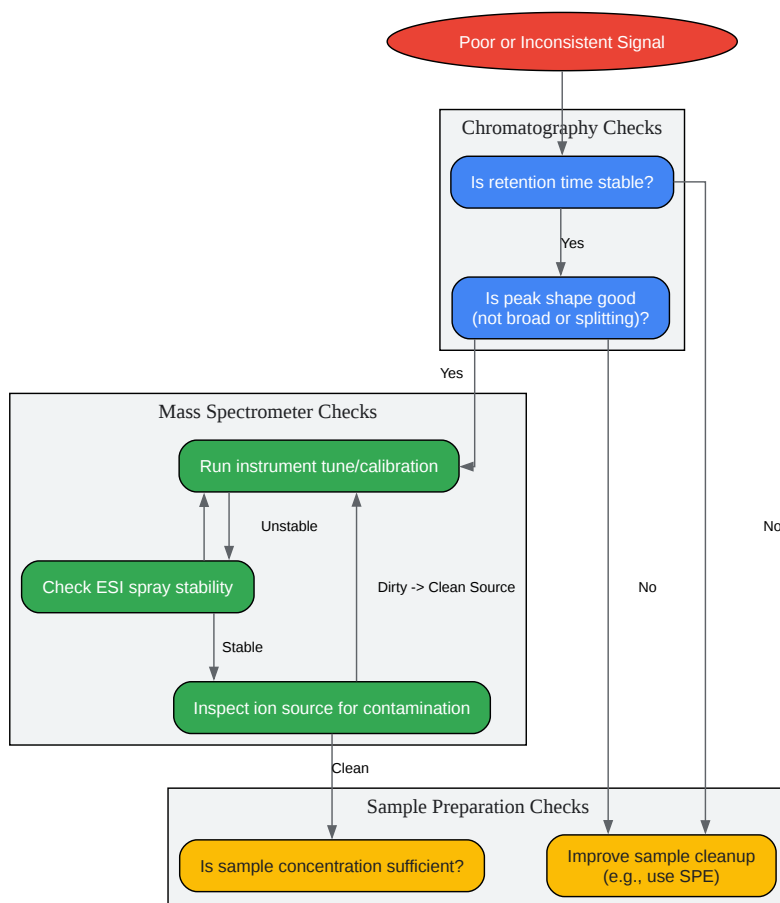 Poor or Inconsistent Signal
Chromatography Checks
Is retention time stable?
Yes
Is peak shape good
(not broad or splitting)?
Yes
Mass Spectrometer Checks
Run instrument tune/calibration
Unstable
No
Check ESI spray stability
Dirty -> Clean Source
No
Stable
Inspect ion source for contamination
Clean
Sample Preparation Checks
Is sample concentration sufficient?
Improve sample cleanup
(e.g., use SPE)